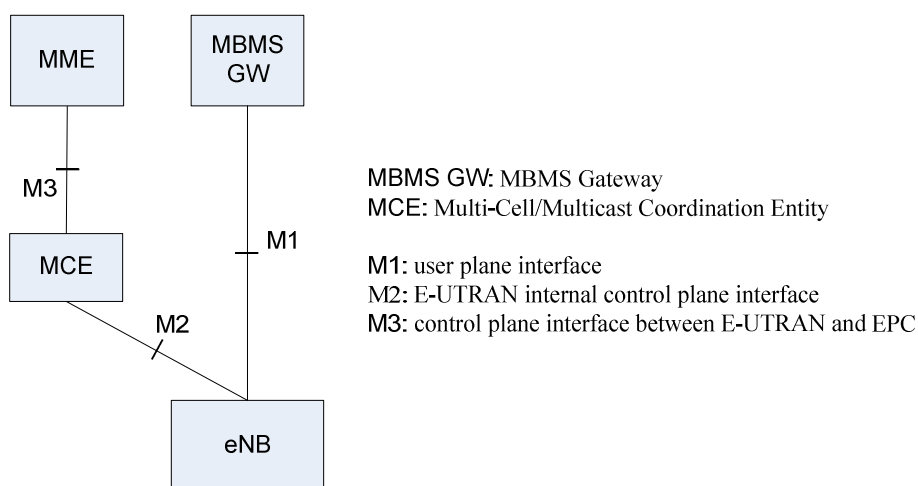 MME
MBMS
GW
M3
M1
MCE
M2
eNB
MBMS GW: MBMS Gateway
MCE: Multi-Cell/Multicast Coordination Entity
M1: user plane interface
M2: E-UTRAN internal control plane interface
M3: control plane interface between E-UTRAN and EPC